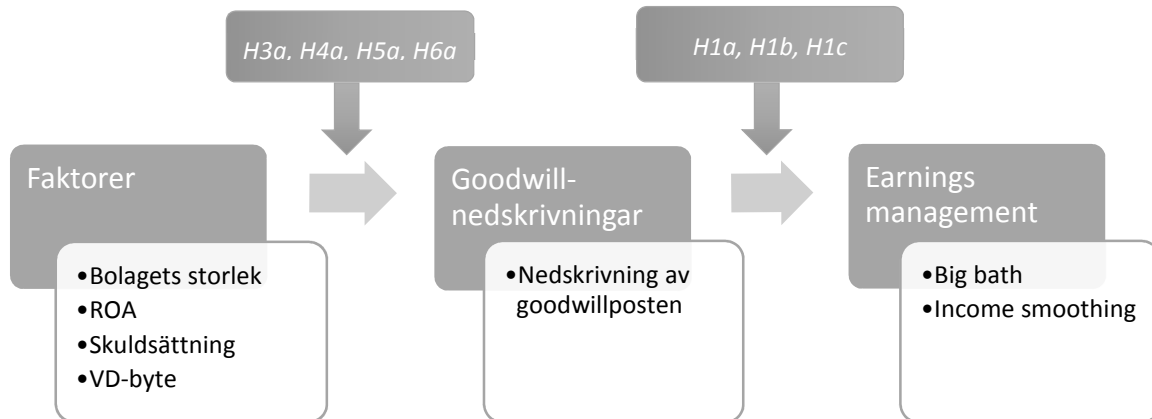 H3a, H4a, H5a, H6a
H1a, H1b, H1c
Faktorer
•Bolagets storlek
•ROA
•Skuldsättning
•VD-byte
Goodwill-
nedskrivningar
•Nedskrivning av
goodwillposten
Earnings
management
•Big bath
•Income smoothing